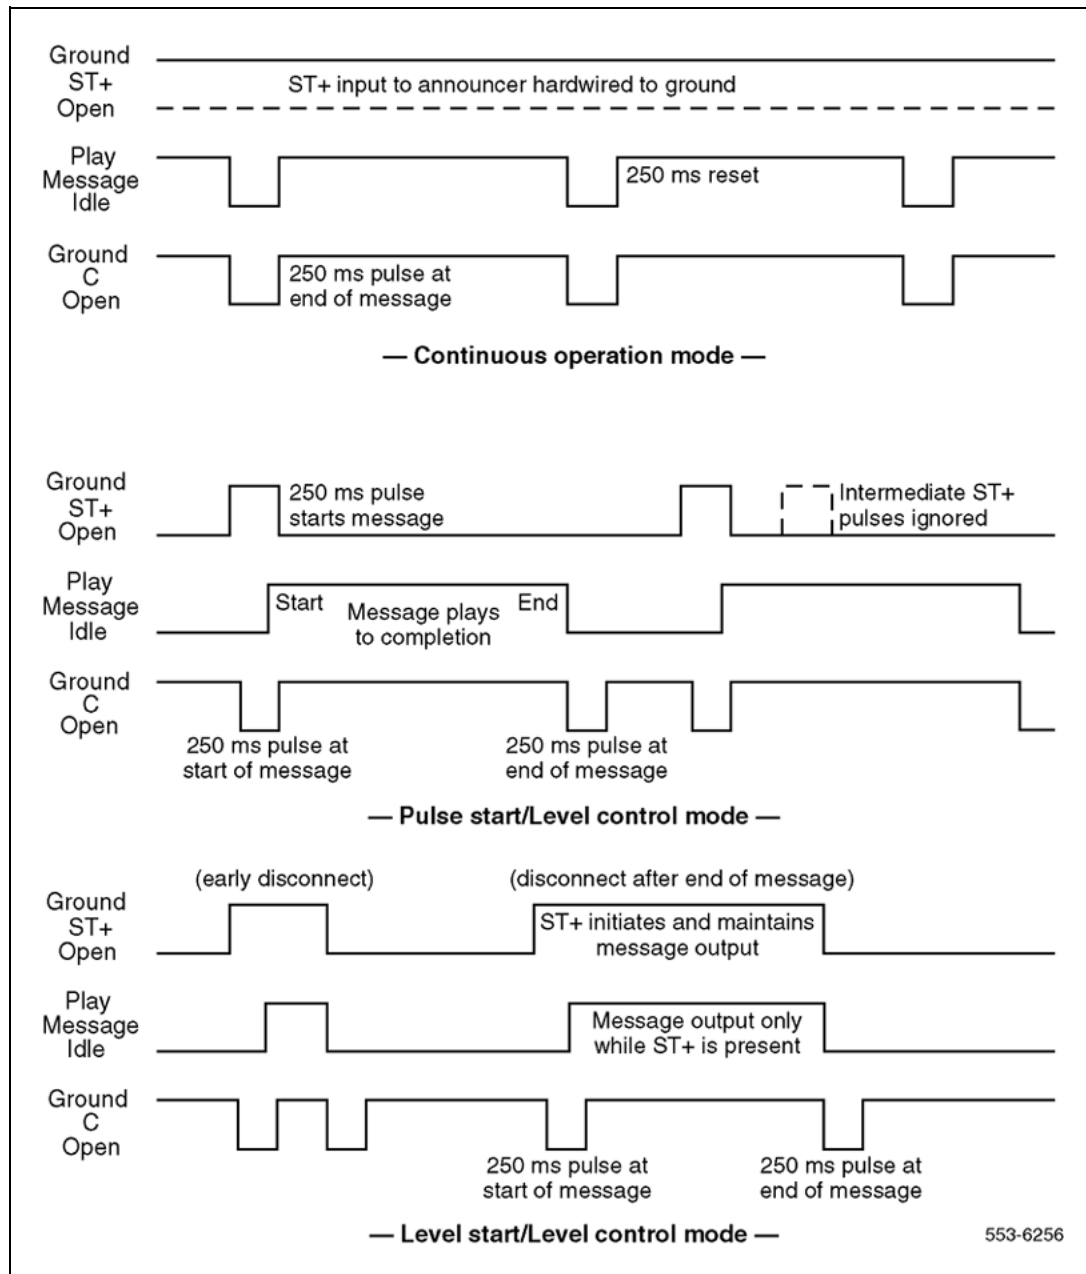 Ground
ST+
Open
ST+ input to announcer hardwired to ground
Play
Message
Idle
250 ms reset
Ground
C
Open
250 ms pulse at
end of message
— Continuous operation mode —
Ground
ST+
Open
250 ms pulse
starts message
Intermediate ST+
pulses ignored
Play
Message
Idle
Start
Message plays
to completion
End
Ground
C
Open
250 ms pulse at
start of message
250 ms pulse at
end of message
— Pulse start/Level control mode —
(early disconnect)
(disconnect after end of message)
Ground
ST+
Open
ST+ initiates and maintains
message output
Play
Message
Idle
Message output only
while ST+ is present
Ground
C
Open
250 ms pulse at
start of message
250 ms pulse at
end of message
— Level start/Level control mode —
553-6256